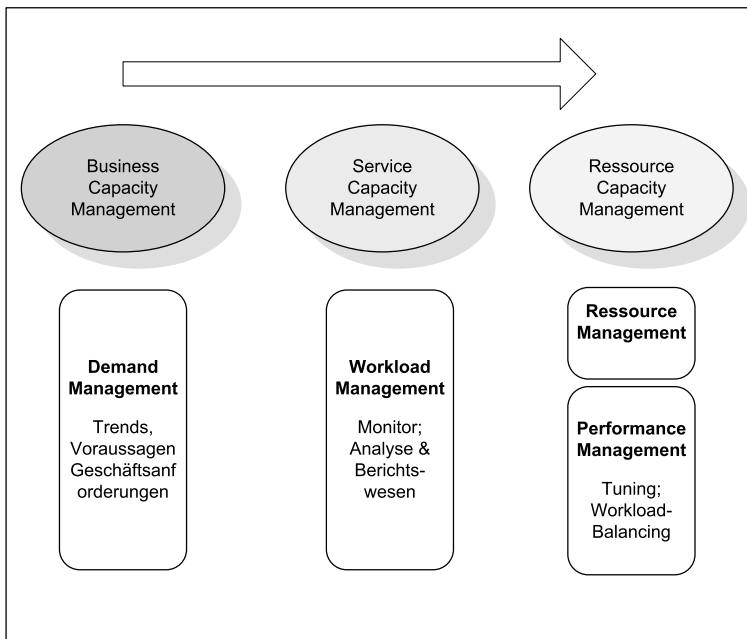 Business
Capacity
Management
Service
Capacity
Management
Ressource
Capacity
Management
Demand
Management
Trends,
Voraussagen
Geschäftsanf
orderungen
Workload
Management
Monitor;
Analyse &
Berichts-
wesen
Ressource
Management
Performance
Management
Tuning;
Workload-
Balancing